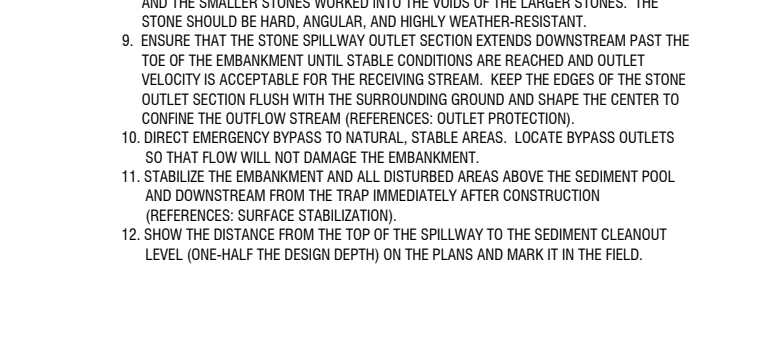 AND THE SMALLER STONES WORKED INTO THE VOIDS OF THE LARGER STONES.  THE
STONE SHOULD BE HARD, ANGULAR, AND HIGHLY WEATHER-RESISTANT.
9. ENSURE THAT THE STONE SPILLWAY OUTLET SECTION EXTENDS DOWNSTREAM PAST THE
TOE OF THE EMBANKMENT UNTIL STABLE CONDITIONS ARE REACHED AND OUTLET
VELOCITY IS ACCEPTABLE FOR THE RECEIVING STREAM.  KEEP THE EDGES OF THE STONE
OUTLET SECTION FLUSH WITH THE SURROUNDING GROUND AND SHAPE THE CENTER TO
CONFINE THE OUTFLOW STREAM (REFERENCES: OUTLET PROTECTION).
10. DIRECT EMERGENCY BYPASS TO NATURAL, STABLE AREAS.  LOCATE BYPASS OUTLETS
SO THAT FLOW WILL NOT DAMAGE THE EMBANKMENT.
11. STABILIZE THE EMBANKMENT AND ALL DISTURBED AREAS ABOVE THE SEDIMENT POOL
AND DOWNSTREAM FROM THE TRAP IMMEDIATELY AFTER CONSTRUCTION
(REFERENCES: SURFACE STABILIZATION).
12. SHOW THE DISTANCE FROM THE TOP OF THE SPILLWAY TO THE SEDIMENT CLEANOUT
LEVEL (ONE-HALF THE DESIGN DEPTH) ON THE PLANS AND MARK IT IN THE FIELD.